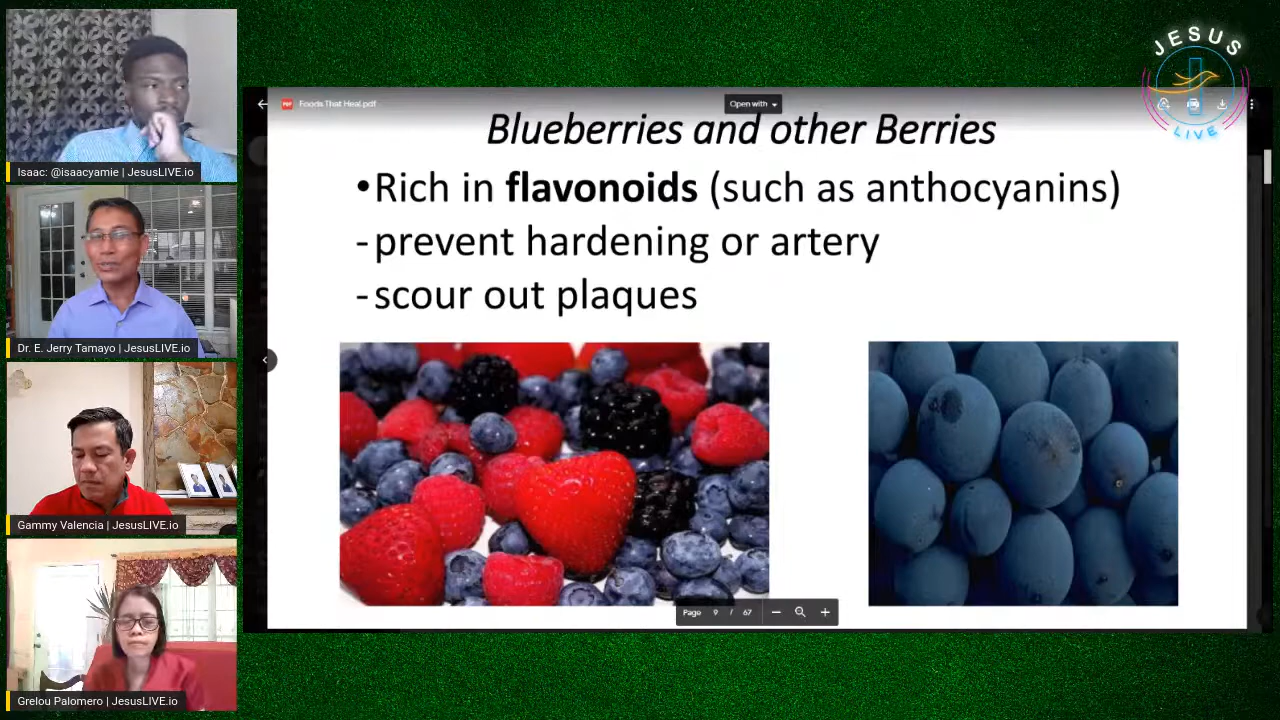 JESUS
LIVE
PDF Foods That Heal.pdf
Open with
Blueberries and other Berries
•Rich in flavonoids (such as anthocyanins)
-prevent hardening or artery
-scour out plaques
Page 9 / 67
Isaac: @isaacyamie | JesusLIVE.io
Dr. E. Jerry Tamayo | JesusLIVE.io
Gammy Valencia | JesusLIVE.io
Grelou Palomero | JesusLIVE.io